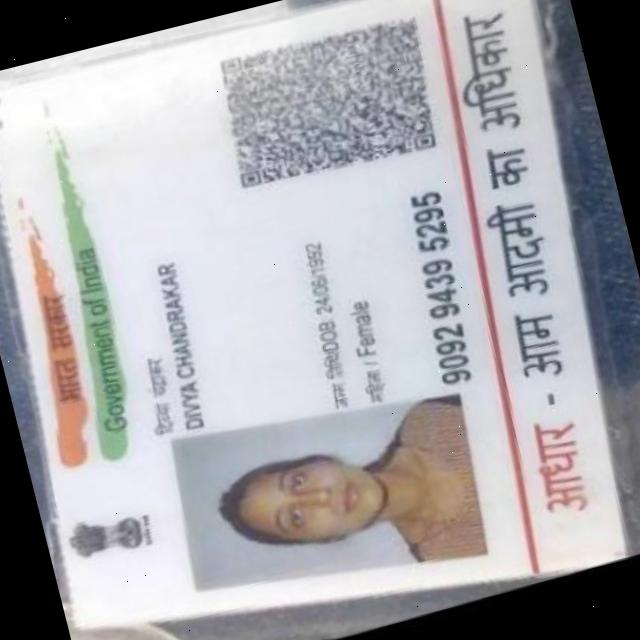 भारत सरकार
Government of India
दिव्या चंद्राकर
DIVYA CHANDRAKAR
जन्म तिथि/DOB 24/06/1992
महिला / Female
9092 9439 5295
आधार - आम आदमी का अधिकार